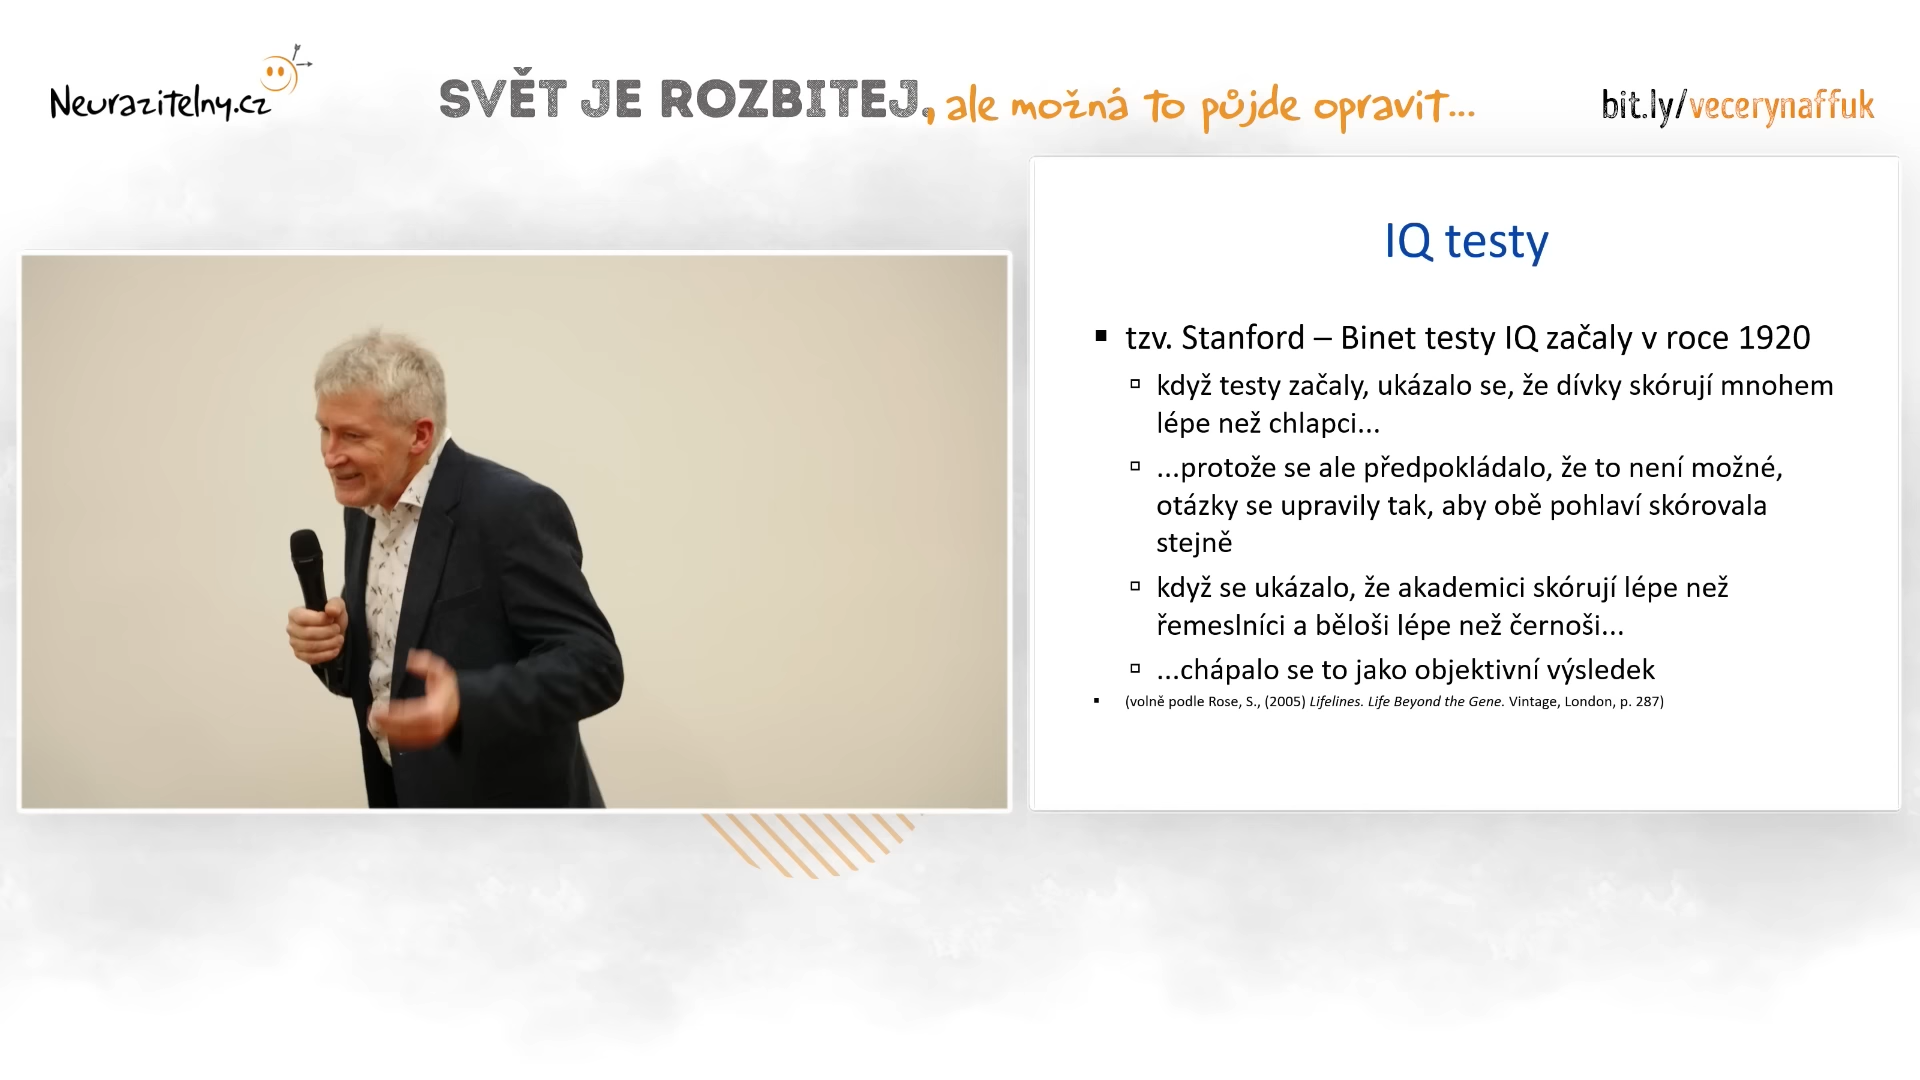 Neurazitelny.cz
SVĚT JE ROZBITEJ, ale možná to půjde opravit...
bit.ly/vecerynaffuk
IQ testy
▪ tzv. Stanford – Binet testy IQ začaly v roce 1920
▫ když testy začaly, ukázalo se, že dívky skórují mnohem
lépe než chlapci...
▫ ...protože se ale předpokládalo, že to není možné,
otázky se upravily tak, aby obě pohlaví skórovala
stejně
▫ když se ukázalo, že akademici skórují lépe než
řemeslníci a běloši lépe než černoši...
▫ ...chápalo se to jako objektivní výsledek
▪ (volně podle Rose, S., (2005) Lifelines. Life Beyond the Gene. Vintage, London, p. 287)